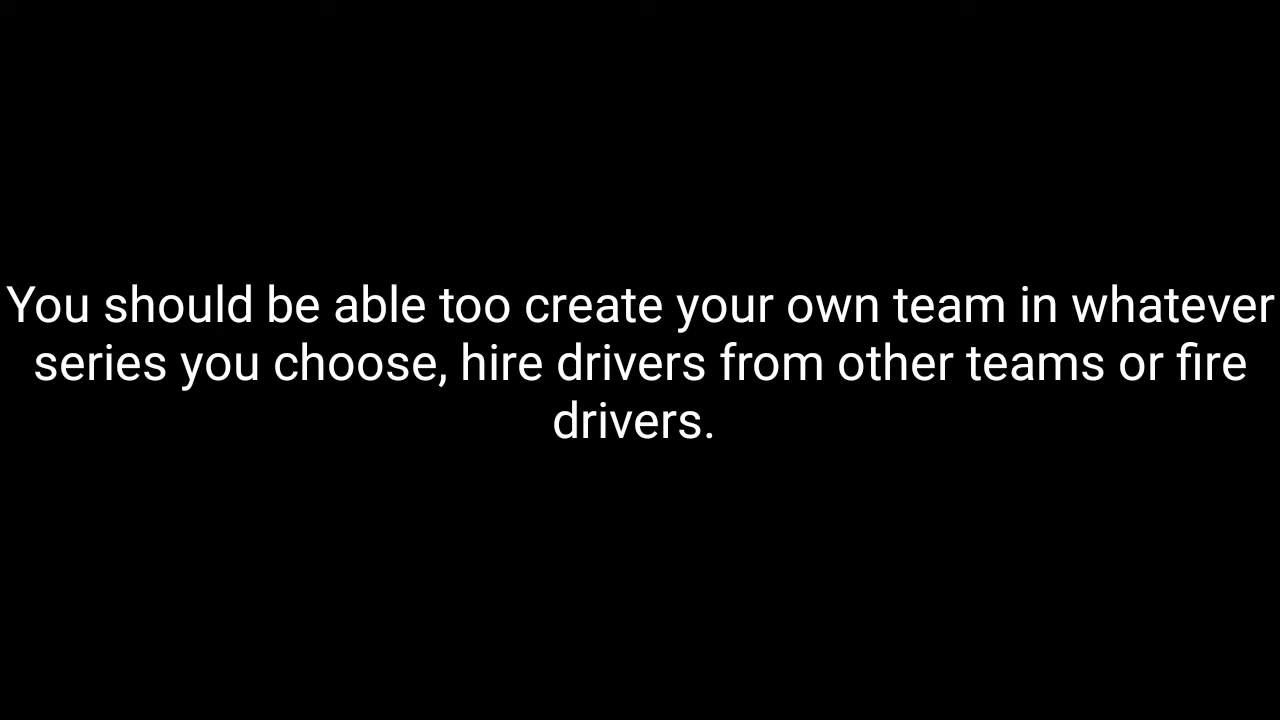 You should be able too create your own team in whatever
series you choose, hire drivers from other teams or fire
drivers.